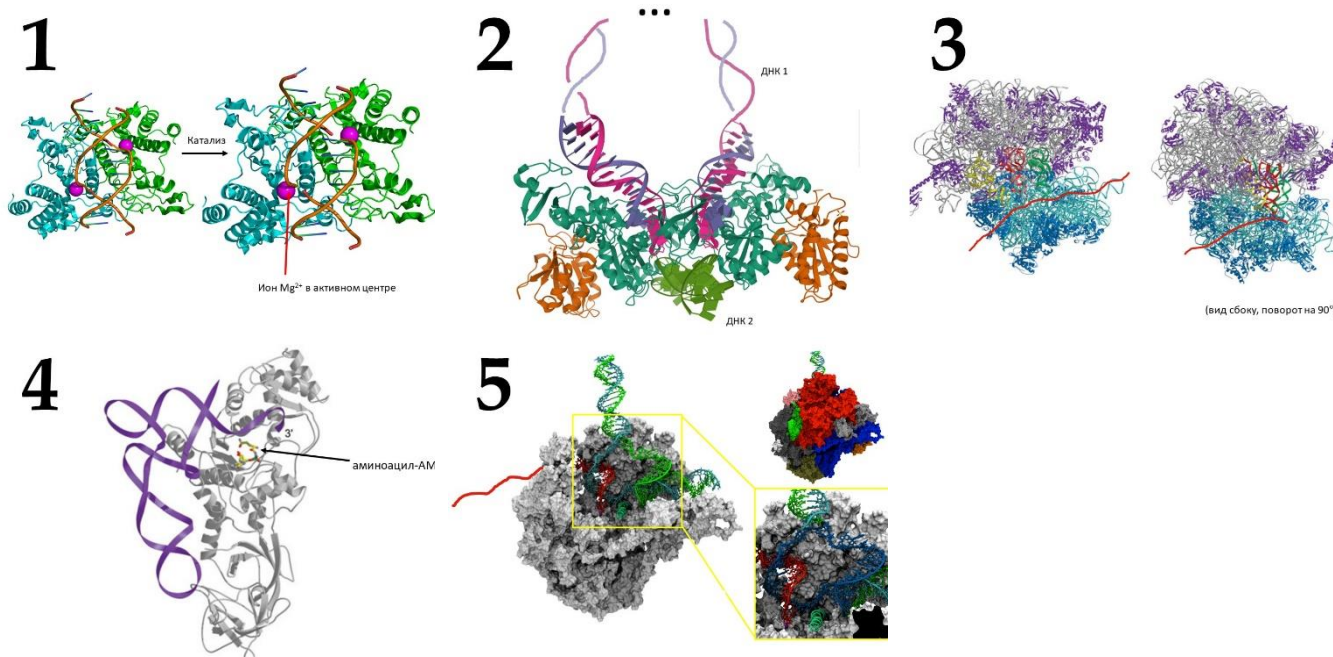 1
Катализ
Ион Mg²⁺ в активном центре
2
...
ДНК 1
ДНК 2
3
(вид сбоку, поворот на 90°
4
3′
аминоацил-АМ
5